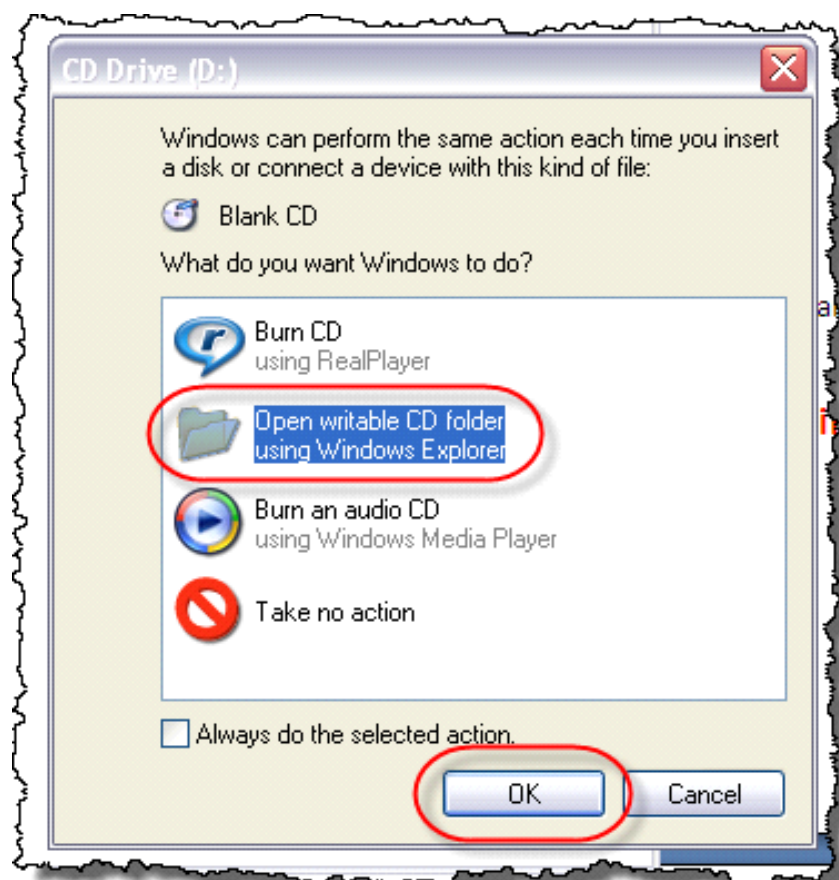 CD Drive (D:)
Windows can perform the same action each time you insert
a disk or connect a device with this kind of file:
Blank CD
What do you want Windows to do?
Burn CD
using RealPlayer
Open writable CD folder
using Windows Explorer
Burn an audio CD
using Windows Media Player
Take no action
Always do the selected action.
OK
Cancel